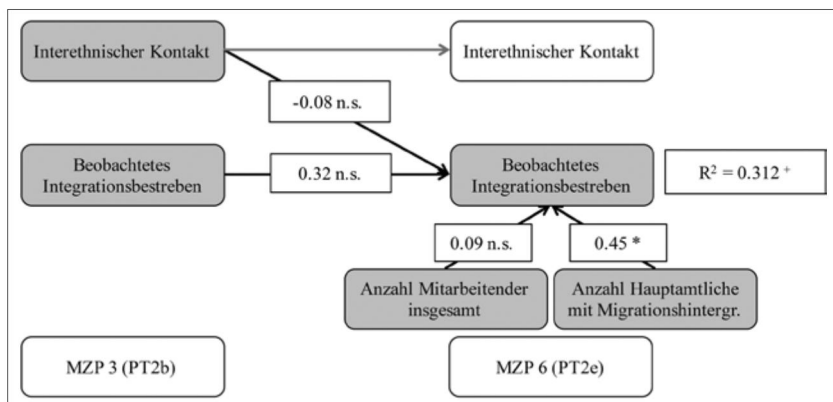 Interethnischer Kontakt
Interethnischer Kontakt
-0.08 n.s.
Beobachtetes
Integrationsbestreben
0.32 n.s.
Beobachtetes
Integrationsbestreben
R² = 0.312 ⁺
0.09 n.s.
0.45 *
Anzahl Mitarbeitender
insgesamt
Anzahl Hauptamtliche
mit Migrationshintergr.
MZP 3 (PT2b)
MZP 6 (PT2e)